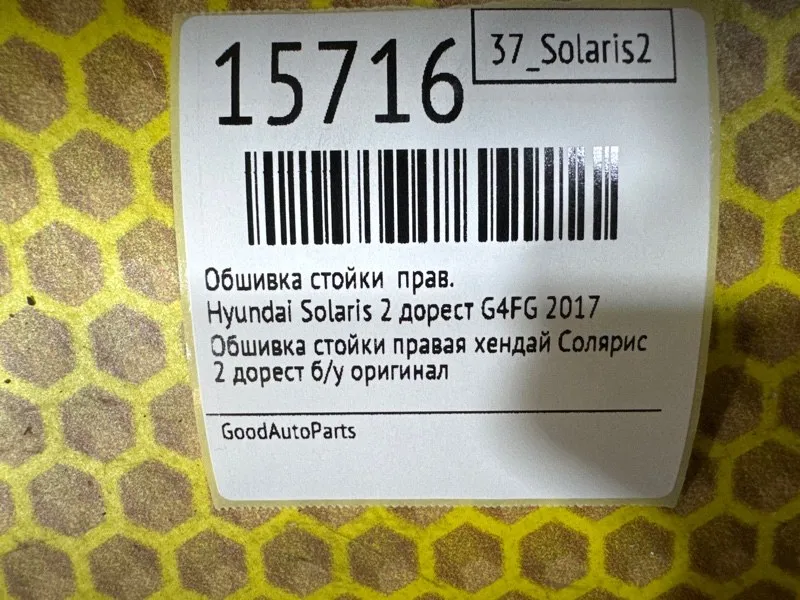 15716
37_Solaris2
Обшивка стойки прав.
Hyundai Solaris 2 дорест G4FG 2017
Обшивка стойки правая хендай Солярис
2 дорест б/у оригинал
GoodAutoParts